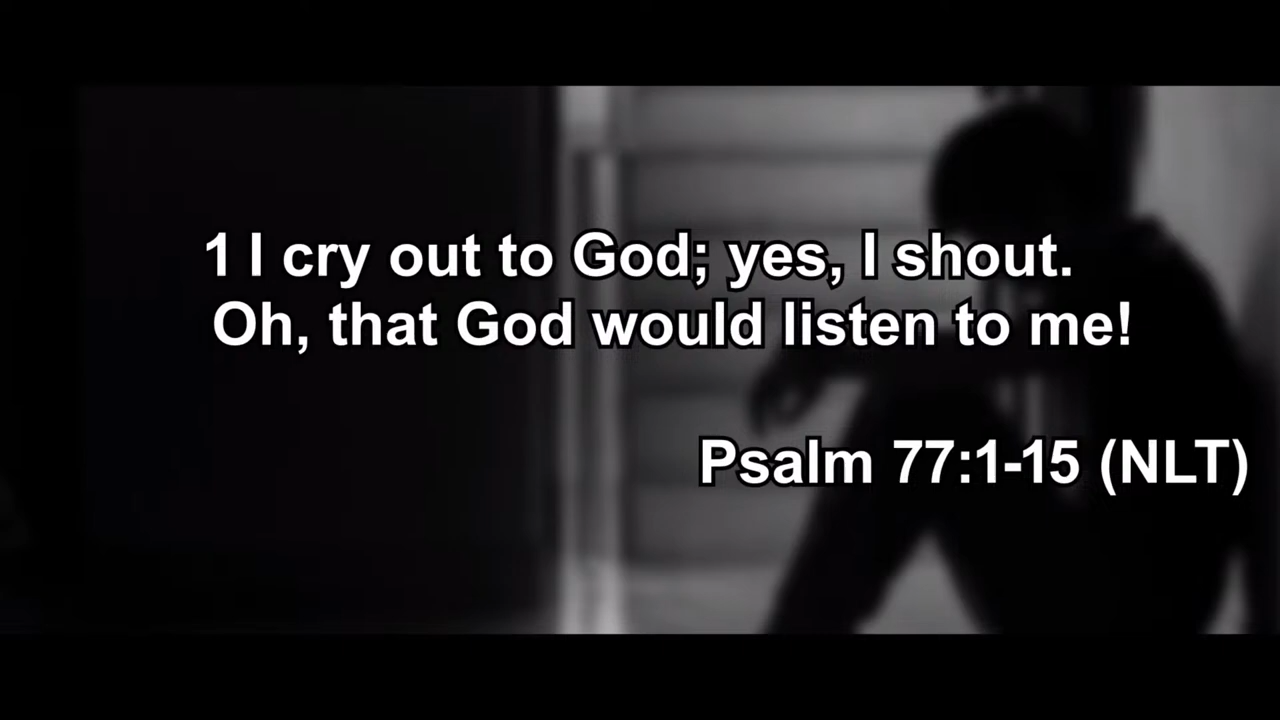 1 I cry out to God; yes, I shout.
Oh, that God would listen to me!
Psalm 77:1-15 (NLT)